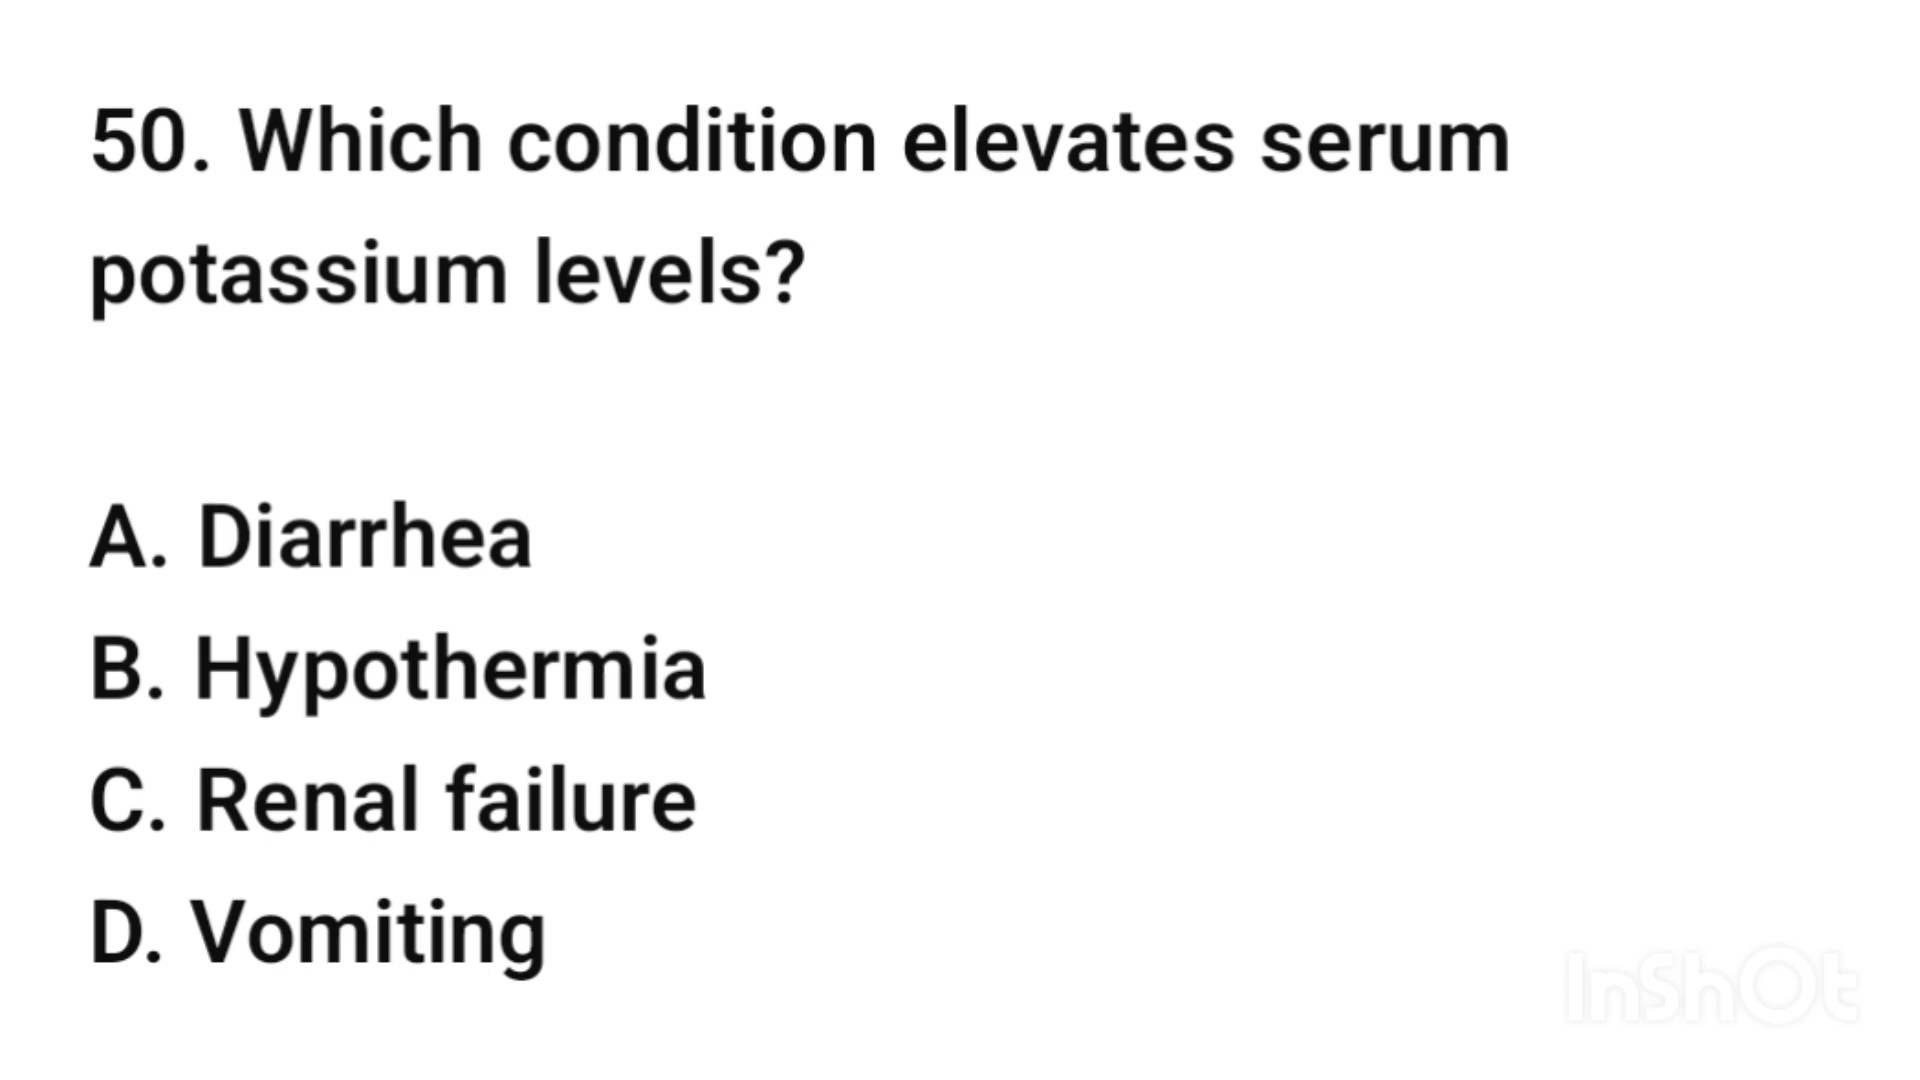 50. Which condition elevates serum
potassium levels?
A. Diarrhea
B. Hypothermia
C. Renal failure
D. Vomiting
InShOt